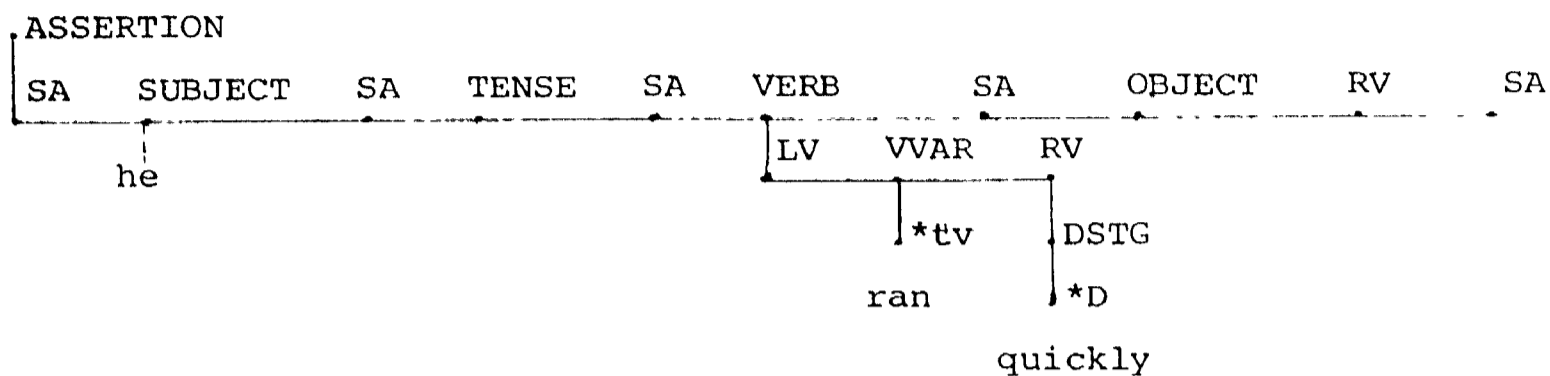 ASSERTION
SA SUBJECT SA TENSE SA VERB SA OBJECT RV SA
he
LV VVAR RV
*tv DSTG
ran *D
quickly